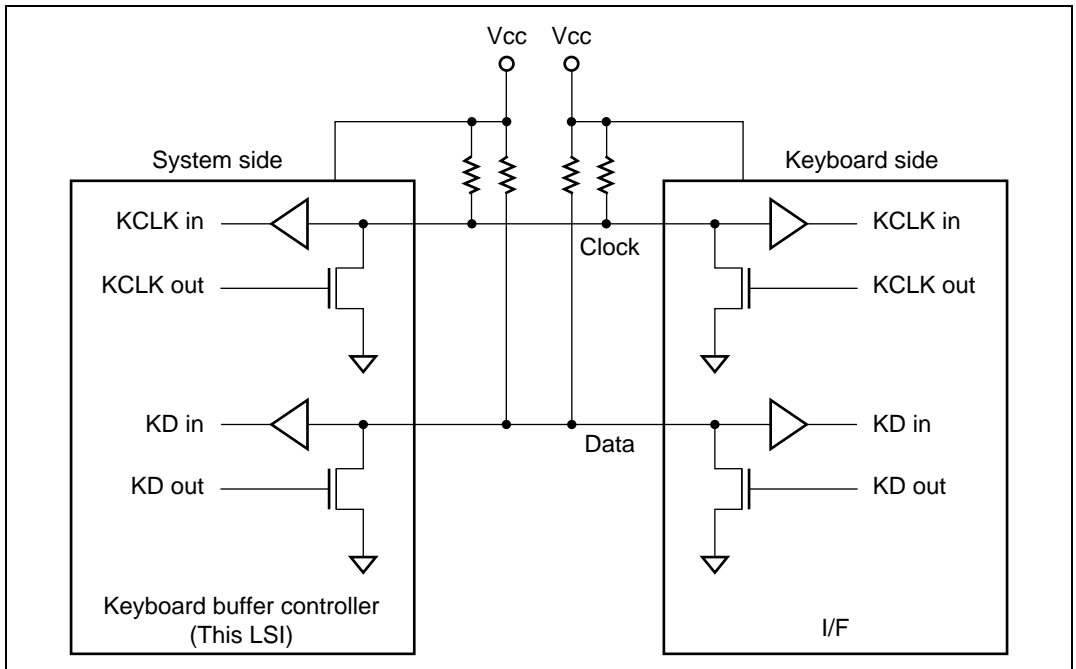 Vcc Vcc
System side
Keyboard side
KCLK in
Clock
KCLK in
KCLK out
KCLK out
KD in
Data
KD in
KD out
KD out
Keyboard buffer controller
(This LSI)
I/F